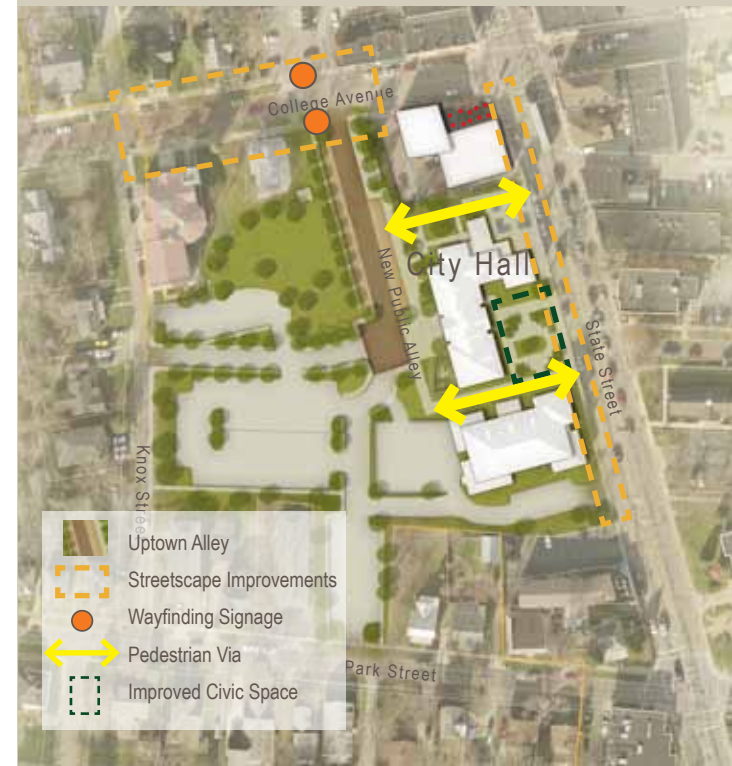 College Avenue
City Hall
New Public Alley
State Street
Knox Stree
Uptown Alley
Streetscape Improvements
Wayfinding Signage
Pedestrian Via
Improved Civic Space
Park Street